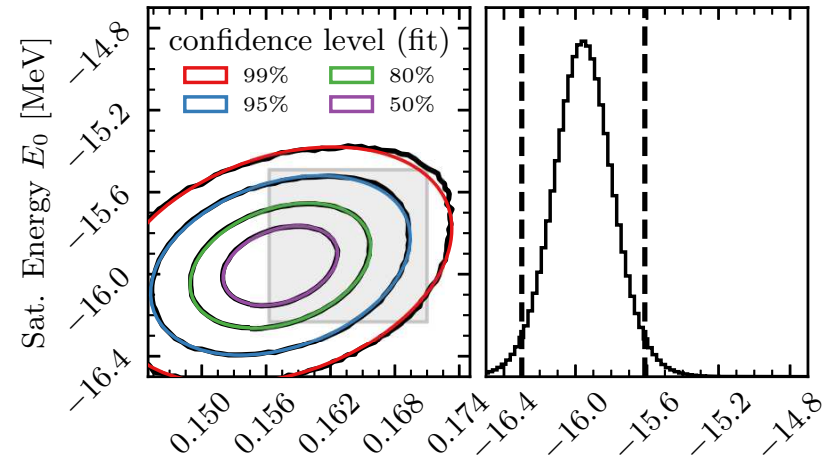 confidence level (fit)
99% 80%
95% 50%
Sat. Energy E₀ [MeV]
−14.8
−15.2
−15.6
−16.0
−16.4
0.150 0.156 0.162 0.168 0.174
−16.4 −16.0 −15.6 −15.2 −14.8